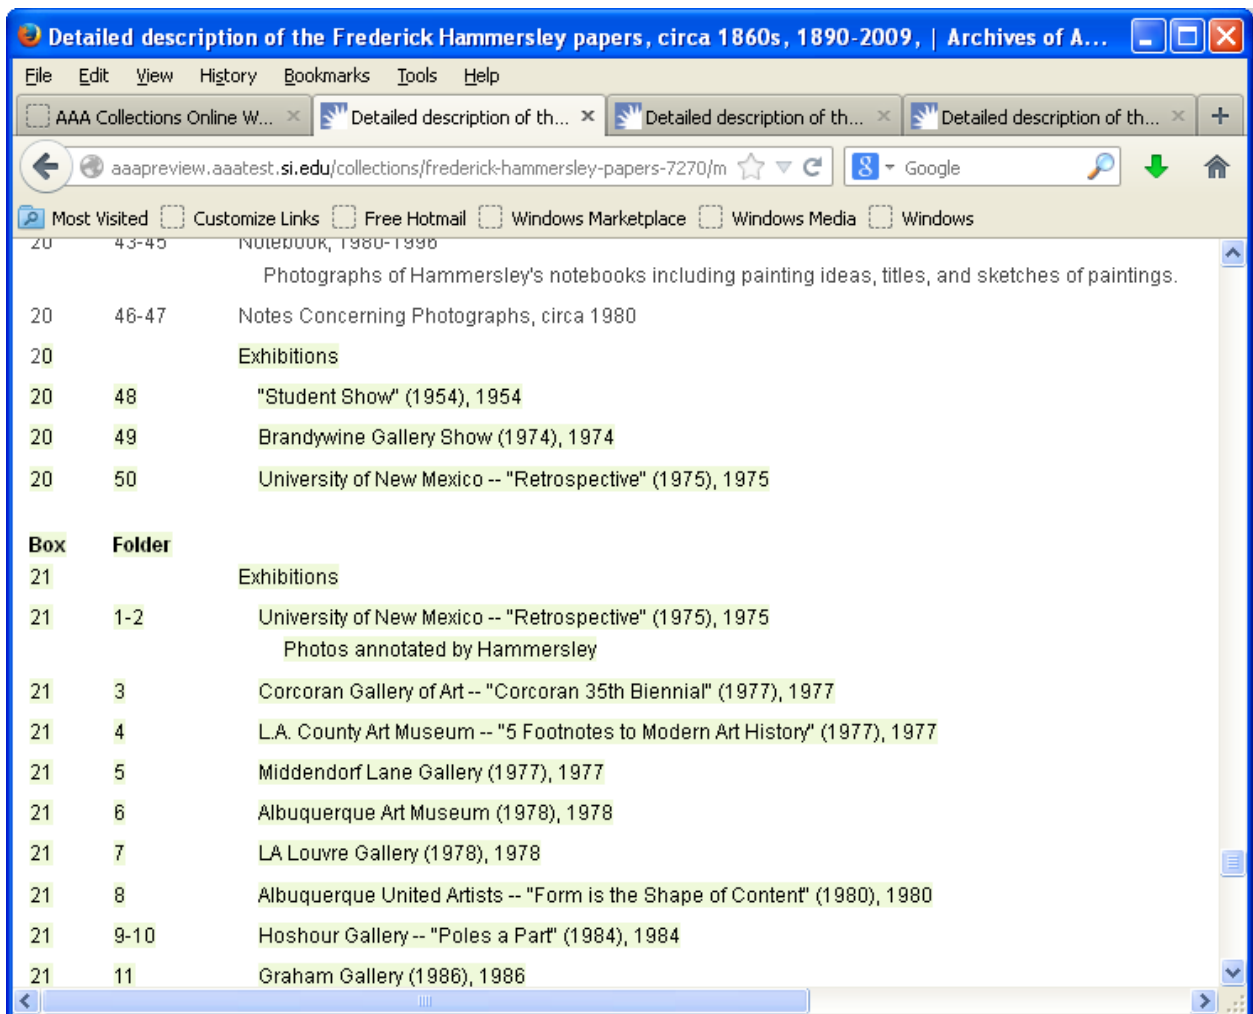 Detailed description of the Frederick Hammersley papers, circa 1860s, 1890-2009, | Archives of A...
File Edit View History Bookmarks Tools Help
AAA Collections Online W... Detailed description of th... Detailed description of th... Detailed description of th...
aaapreview.aaatest.si.edu/collections/frederick-hammersley-papers-7270/m 8 Google
Most Visited Customize Links Free Hotmail Windows Marketplace Windows Media Windows
20 43-45 Notebook, 1980-1996
Photographs of Hammersley's notebooks including painting ideas, titles, and sketches of paintings.
20 46-47 Notes Concerning Photographs, circa 1980
20 Exhibitions
20 48 "Student Show" (1954), 1954
20 49 Brandywine Gallery Show (1974), 1974
20 50 University of New Mexico -- "Retrospective" (1975), 1975
Box Folder
21 Exhibitions
21 1-2 University of New Mexico -- "Retrospective" (1975), 1975
Photos annotated by Hammersley
21 3 Corcoran Gallery of Art -- "Corcoran 35th Biennial" (1977), 1977
21 4 L.A. County Art Museum -- "5 Footnotes to Modern Art History" (1977), 1977
21 5 Middendorf Lane Gallery (1977), 1977
21 6 Albuquerque Art Museum (1978), 1978
21 7 LA Louvre Gallery (1978), 1978
21 8 Albuquerque United Artists -- "Form is the Shape of Content" (1980), 1980
21 9-10 Hoshour Gallery -- "Poles a Part" (1984), 1984
21 11 Graham Gallery (1986), 1986